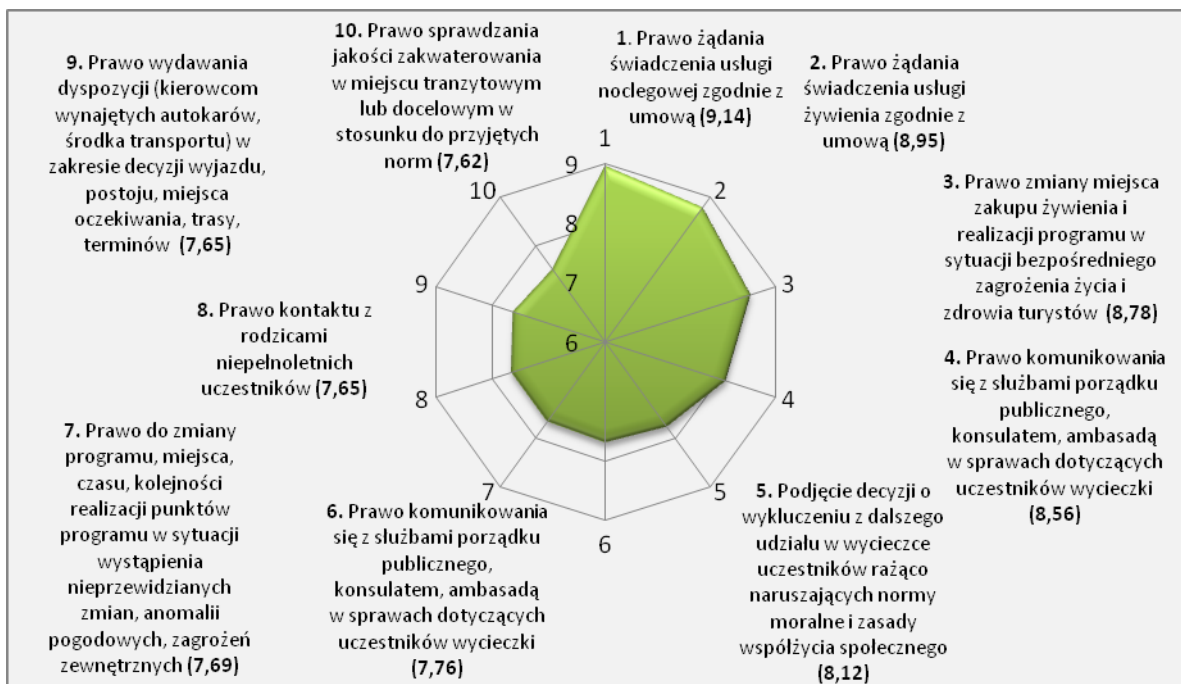 1. Prawo żądania
świadczenia usługi
noclegowej zgodnie z
umową (9,14)
2. Prawo żądania
świadczenia usługi
żywienia zgodnie z
umową (8,95)
3. Prawo zmiany miejsca
zakupu żywienia i
realizacji programu w
sytuacji bezpośredniego
zagrożenia życia i
zdrowia turystów (8,78)
4. Prawo komunikowania
się z służbami porządku
publicznego,
konsulatem, ambasadą
w sprawach dotyczących
uczestników wycieczki
(8,56)
5. Podjęcie decyzji o
wykluczeniu z dalszego
udziału w wycieczce
uczestników rażąco
naruszających normy
moralne i zasady
współżycia społecznego
(8,12)
6. Prawo komunikowania
się z służbami porządku
publicznego,
konsulatem, ambasadą
w sprawach dotyczących
uczestników wycieczki
(7,76)
7. Prawo do zmiany
programu, miejsca,
czasu, kolejności
realizacji punktów
programu w sytuacji
wystąpienia
nieprzewidzianych
zmian, anomalii
pogodowych, zagrożeń
zewnętrznych (7,69)
8. Prawo kontaktu z
rodzicami
niepełnoletnich
uczestników (7,65)
9. Prawo wydawania
dyspozycji (kierowcom
wynajętych autokarów,
środka transportu) w
zakresie decyzji wyjazdu,
postoju, miejsca
oczekiwania, trasy,
terminów (7,65)
10. Prawo sprawdzania
jakości zakwaterowania
w miejscu tranzytowym
lub docelowym w
stosunku do przyjętych
norm (7,62)
1
2
3
4
5
6
7
8
9
10
9
8
7
6